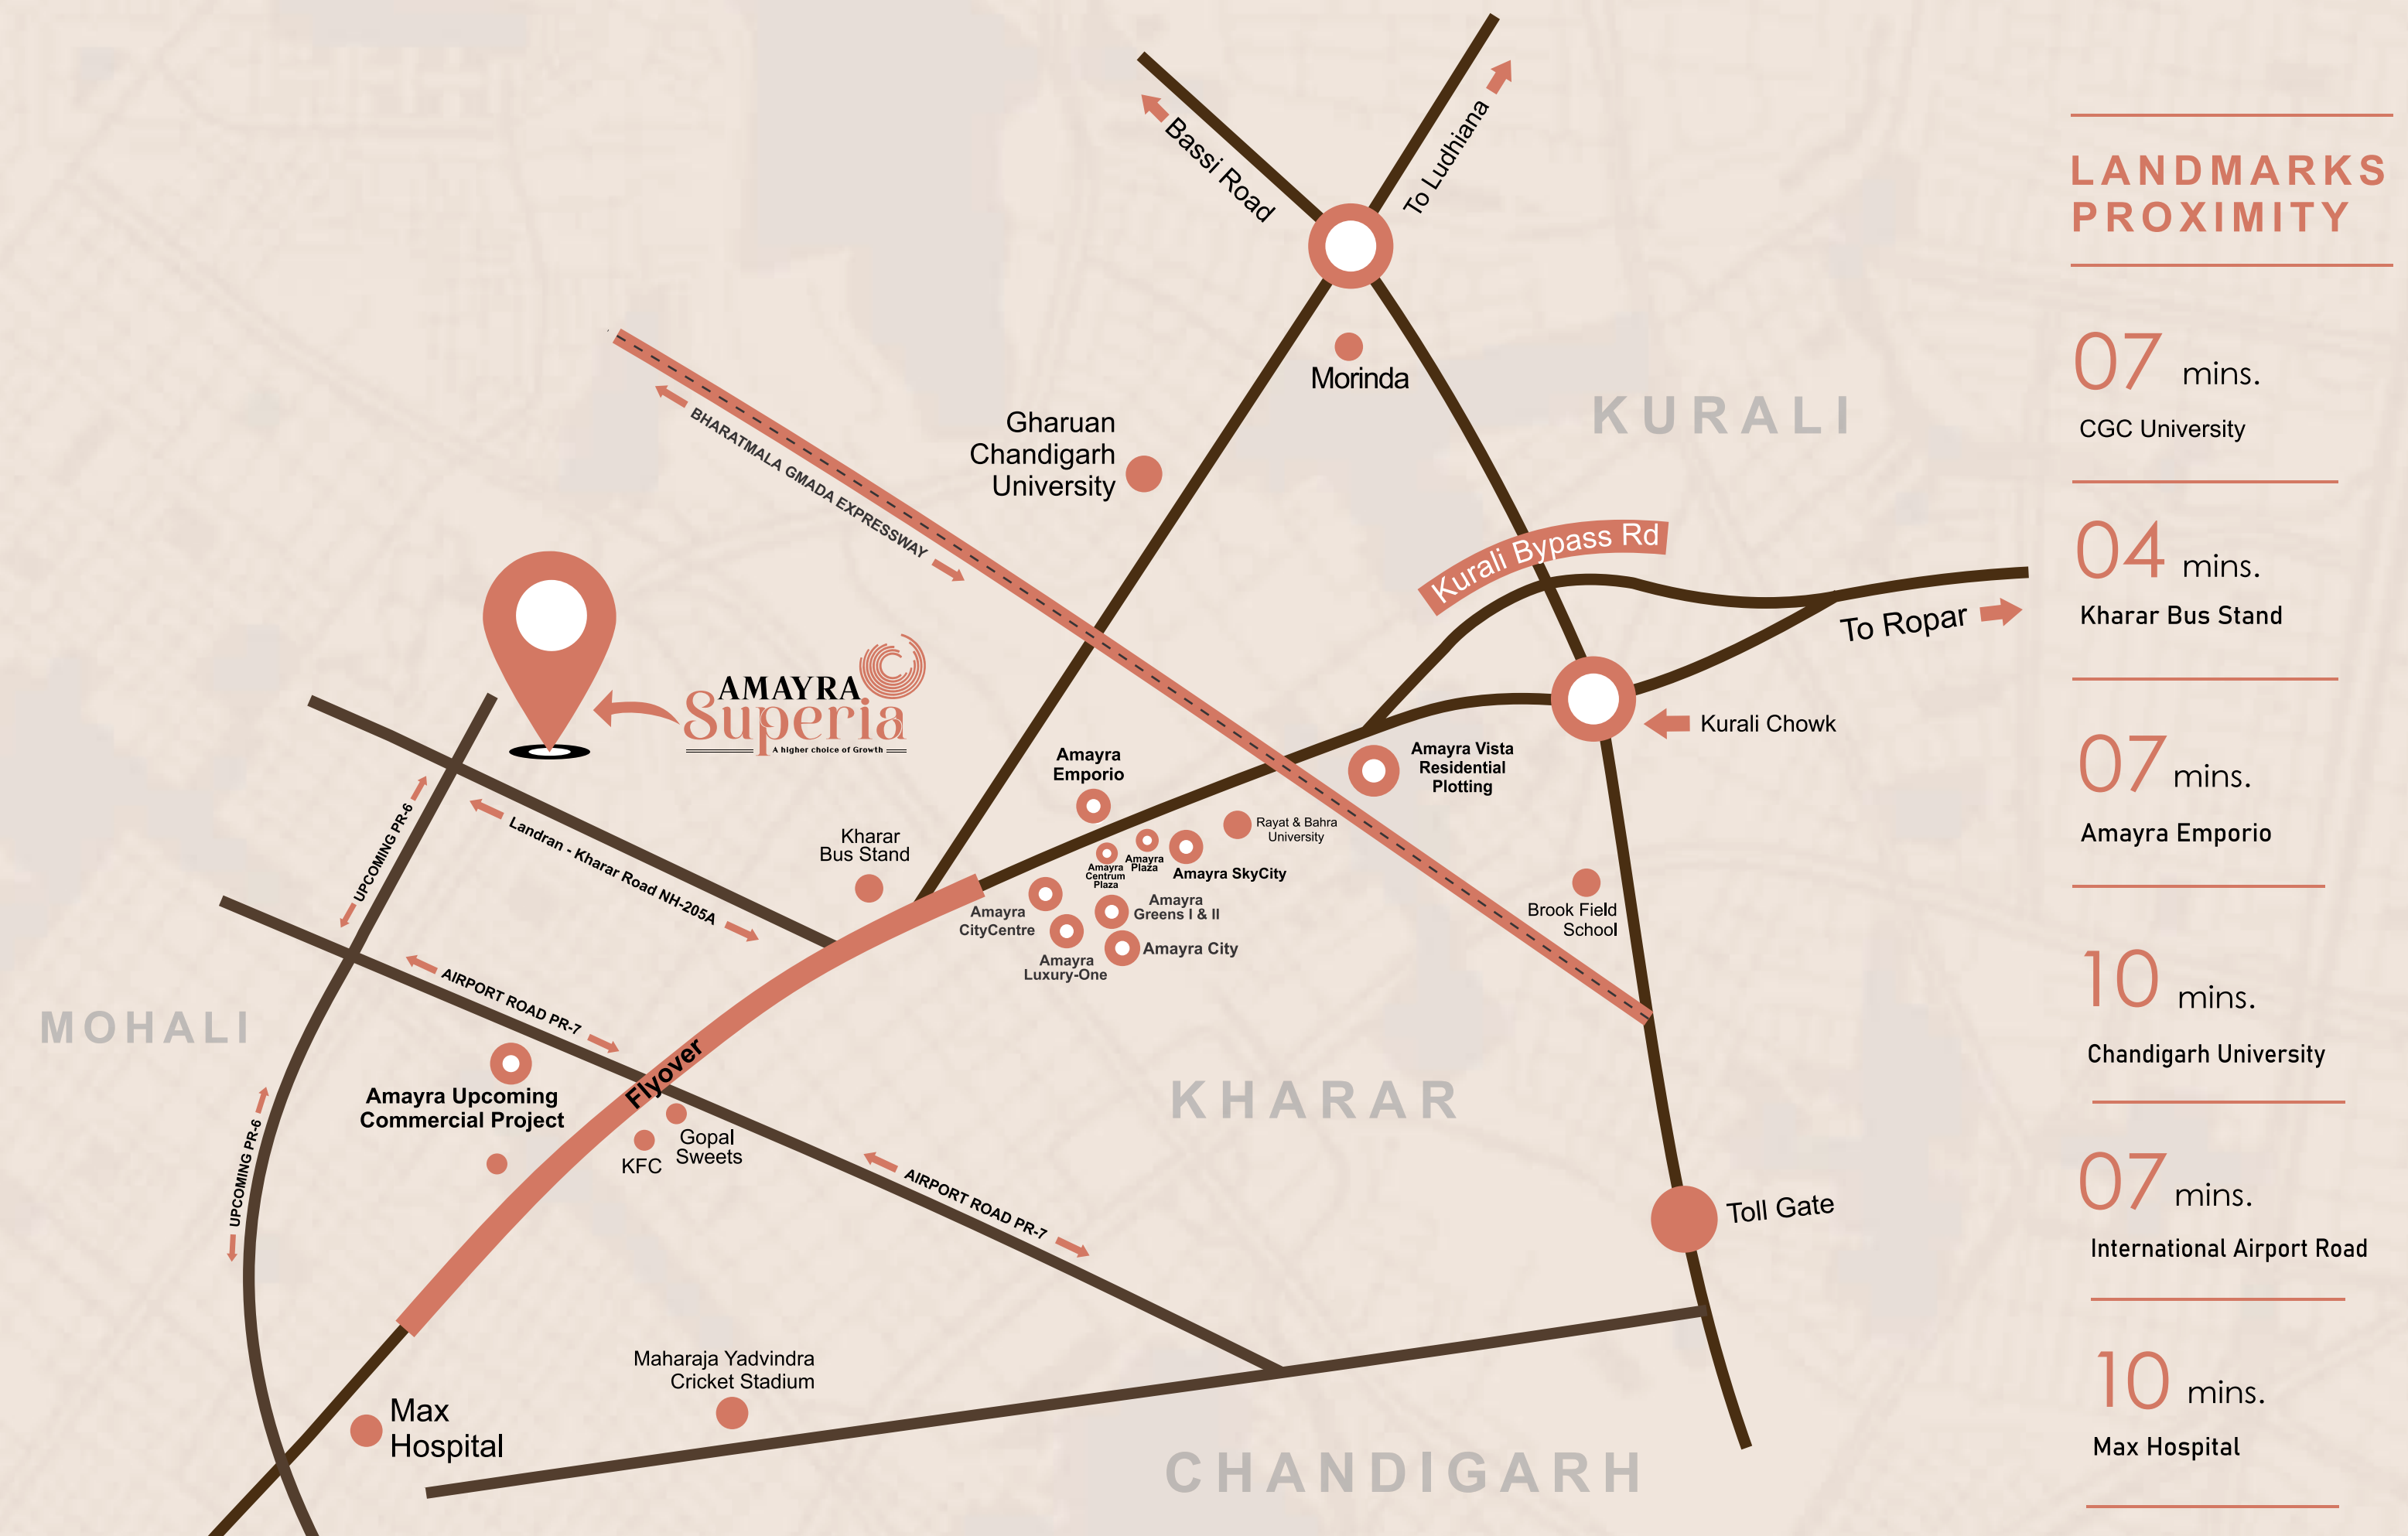 Bassi Road
To Ludhiana
Morinda
KURALI
Gharuan
Chandigarh
University
BHARATMALA GMADA EXPRESSWAY
Kurali Bypass Rd
To Ropar
Kurali Chowk
AMAYRA
Superia
A higher choice of Growth
Amayra
Emporio
Amayra Vista
Residential
Plotting
UPCOMING PR-6
Landran - Kharar Road NH-205A
Kharar
Bus Stand
Rayat & Bahra
University
Amayra
Plaza
Amayra
Centrum
Plaza
Amayra SkyCity
Amayra
CityCentre
Amayra
Greens I & II
Amayra
Luxury-One
Amayra City
Brook Field
School
AIRPORT ROAD PR-7
MOHALI
Flyover
Amayra Upcoming
Commercial Project
KHARAR
UPCOMING PR-6
Gopal
Sweets
KFC
AIRPORT ROAD PR-7
Toll Gate
Maharaja Yadvindra
Cricket Stadium
Max
Hospital
CHANDIGARH
LANDMARKS
PROXIMITY
07 mins.
CGC University
04 mins.
Kharar Bus Stand
07 mins.
Amayra Emporio
10 mins.
Chandigarh University
07 mins.
International Airport Road
10 mins.
Max Hospital